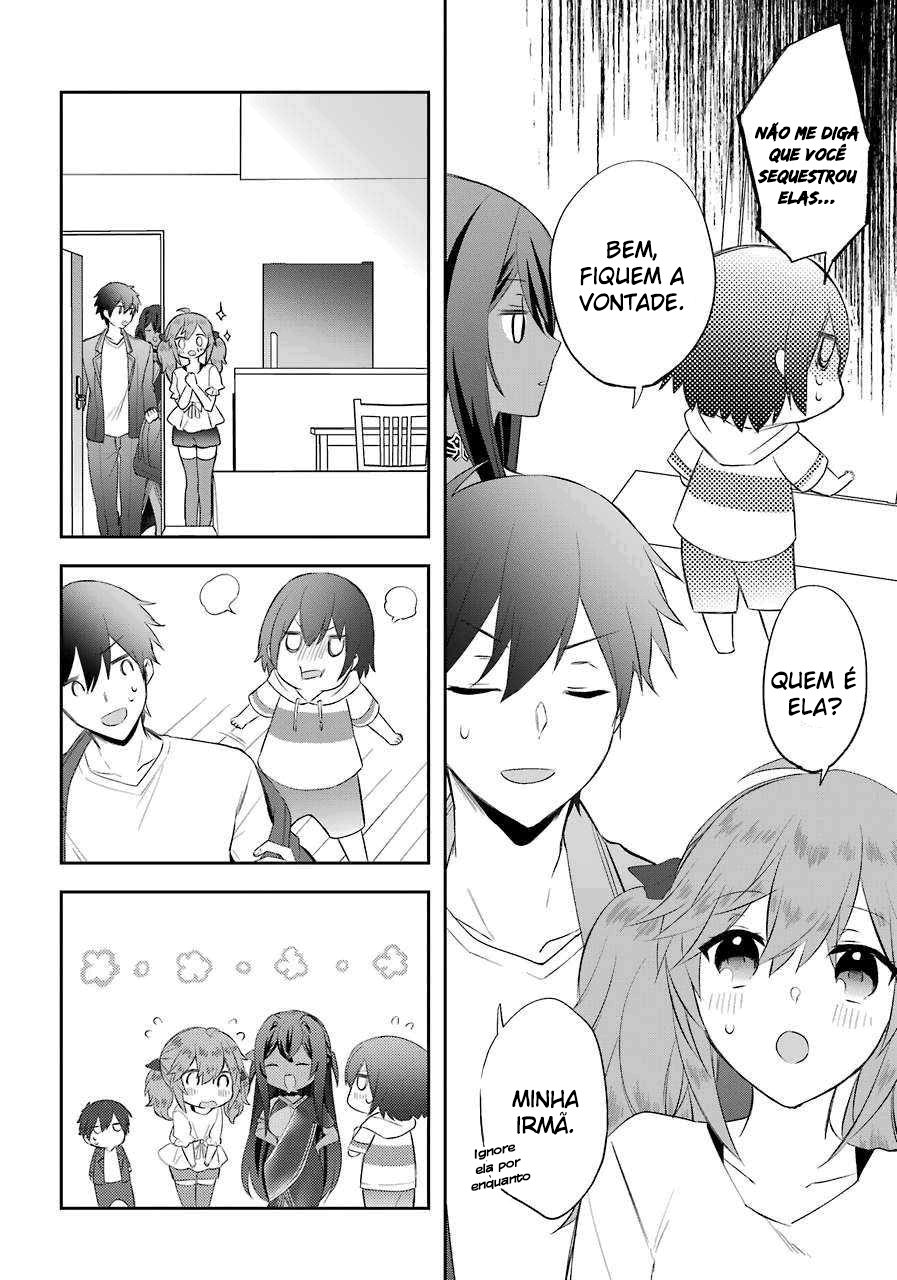 NÃO ME DIGA
QUE VOCÊ
SEQUESTROU
ELAS...
BEM,
FIQUEM A
VONTADE.
QUEM É
ELA?
MINHA
IRMÃ.
Ignore
ela por
enquanto